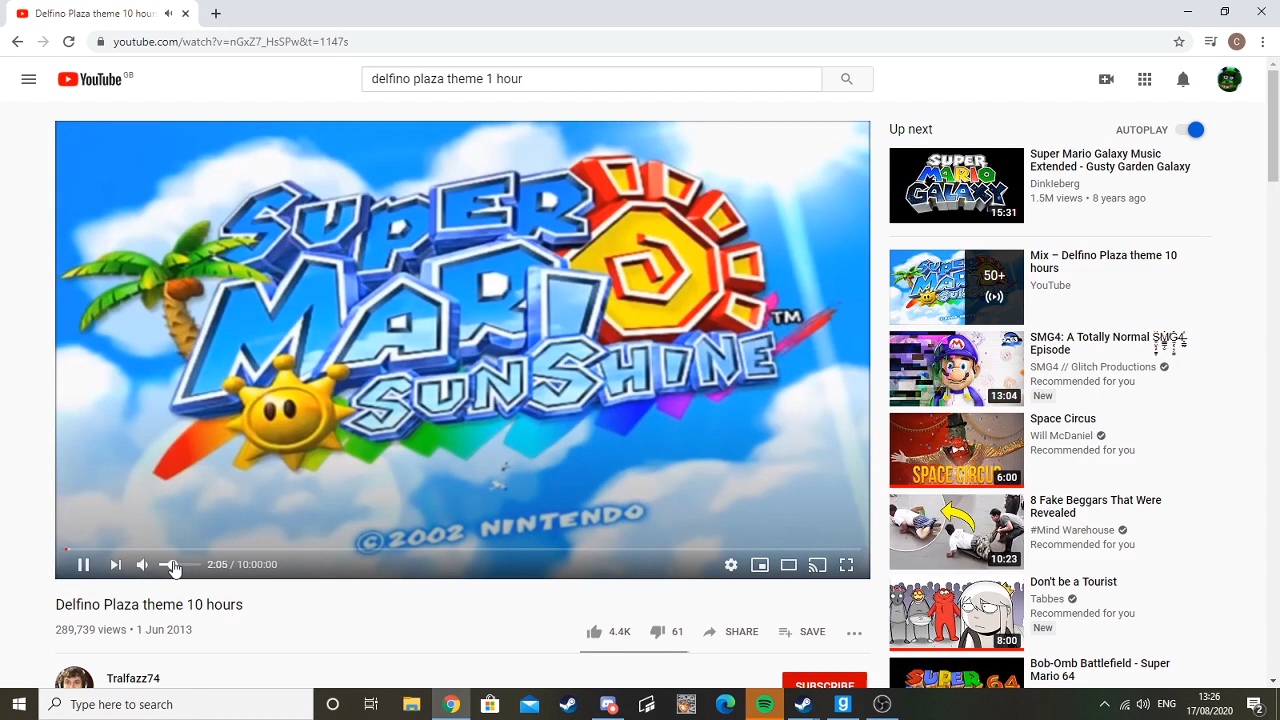 Delfino Plaza theme 10 hour
youtube.com/watch?v=nGxZ7_HsSPw&t=1147s
C
YouTube GB
delfino plaza theme 1 hour
SUPER
MARIO
SUNSHINE
TM
©2002 NINTENDO
2:05 / 10:00:00
Delfino Plaza theme 10 hours
289,739 views • 1 Jun 2013
4.4K
61
SHARE
SAVE
Tralfazz74
SUBSCRIBE
Up next
AUTOPLAY
SUPER
MARIO
GALAXY
15:31
Super Mario Galaxy Music
Extended - Gusty Garden Galaxy
Dinkleberg
1.5M views • 8 years ago
50+
Mix – Delfino Plaza theme 10
hours
YouTube
13:04
SMG4: A Totally Normal SMG4
Episode
SMG4 // Glitch Productions
Recommended for you
New
SPACE CIRCUS
6:00
Space Circus
Will McDaniel
Recommended for you
10:23
8 Fake Beggars That Were
Revealed
#Mind Warehouse
Recommended for you
8:00
Don't be a Tourist
Tabbes
Recommended for you
New
SUPER
64
Bob-Omb Battlefield - Super
Mario 64
Type here to search
ENG
13:26
17/08/2020
2